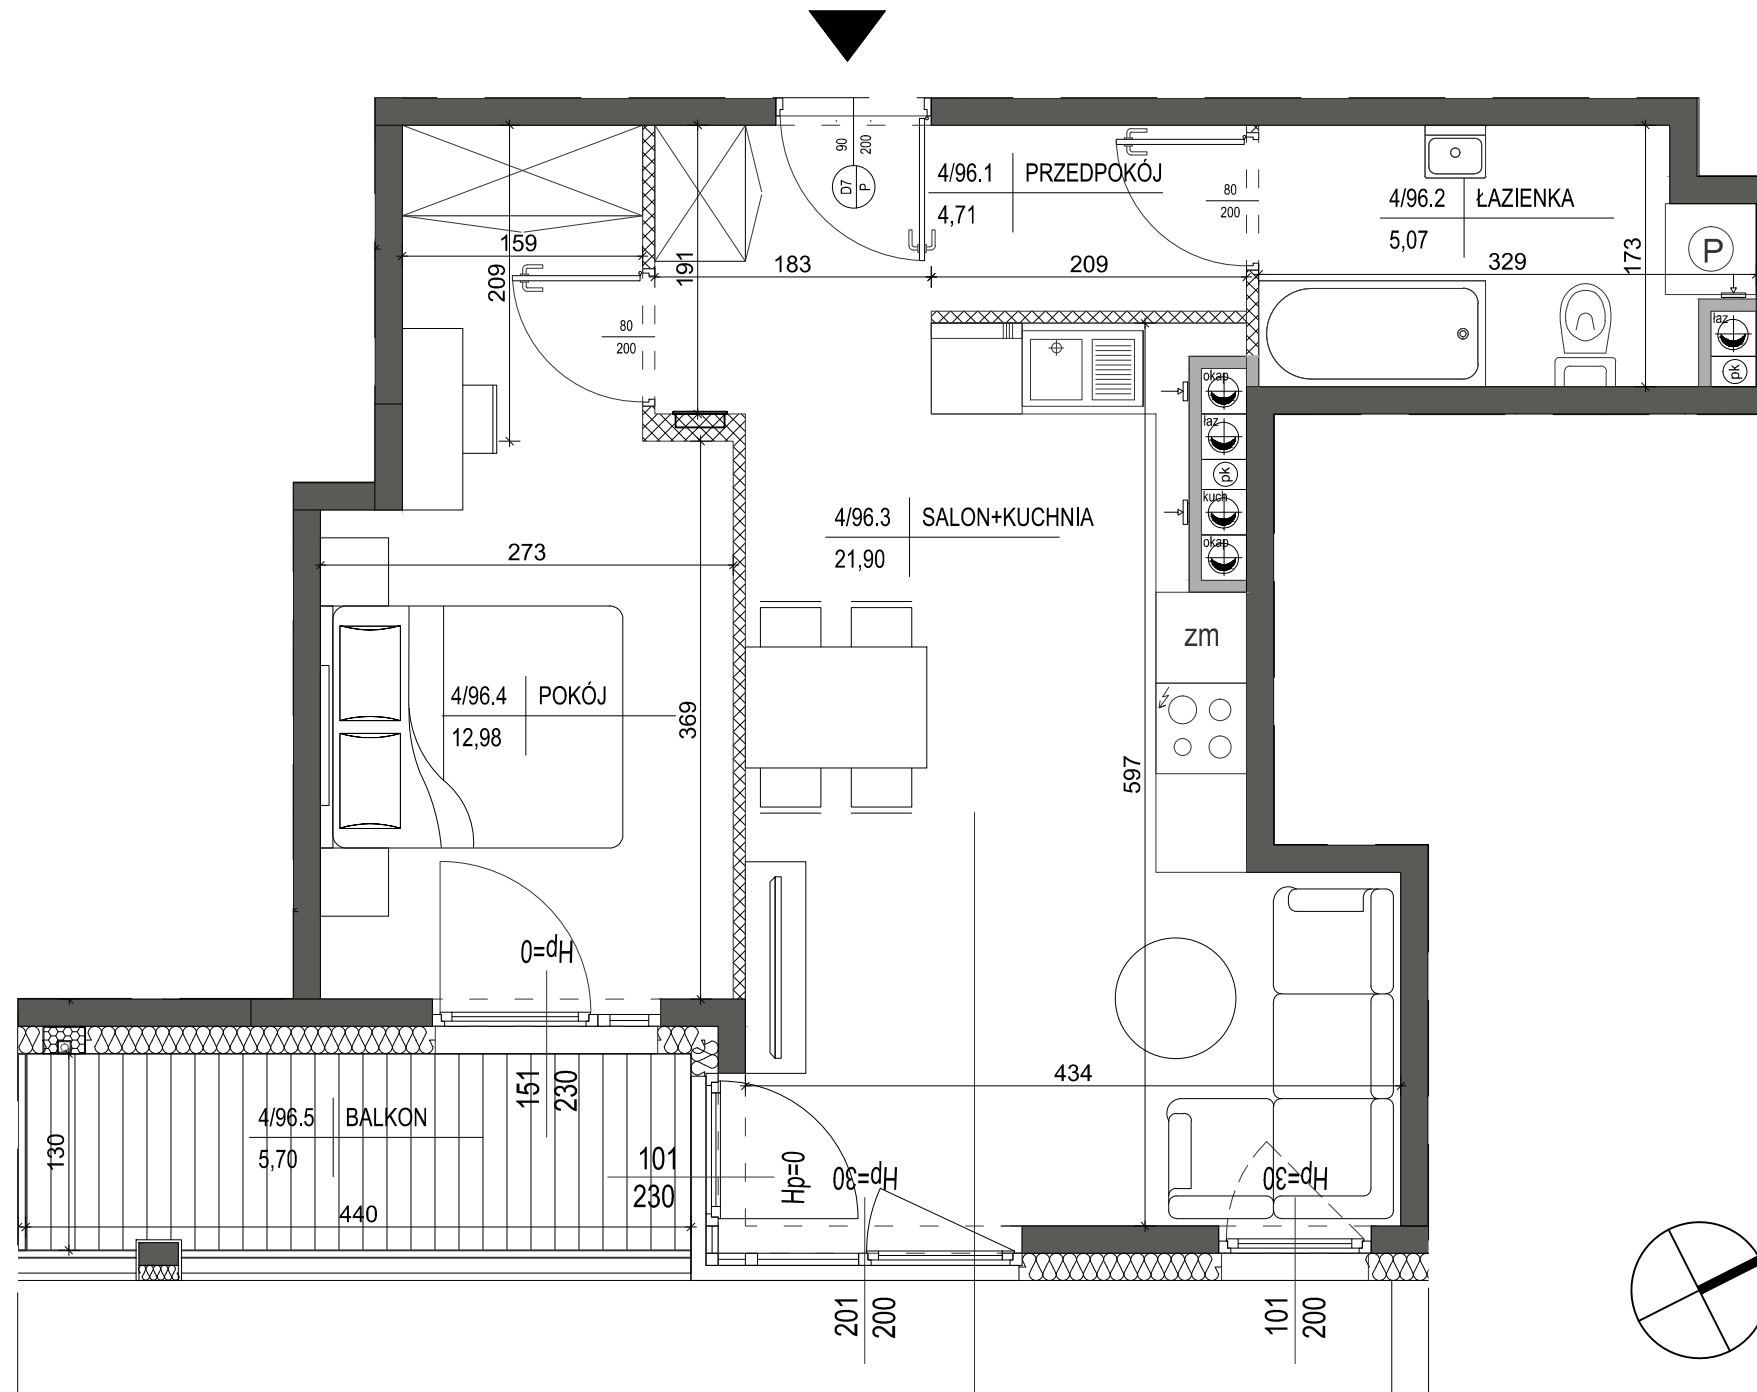 90
200
D7
P
4/96.1 PRZEDPOKÓJ
4,71
80
200
4/96.2 ŁAZIENKA
5,07
159
209
191
183
209
329
173
P
80
200
łaz
pk
okap
łaz
pk
kuch
okap
4/96.3 SALON+KUCHNIA
21,90
273
zm
4/96.4 POKÓJ
12,98
369
597
Hp=0
151
230
434
4/96.5 BALKON
5,70
130
440
101
230
Hp=0
Hp=30
Hp=30
201
200
101
200